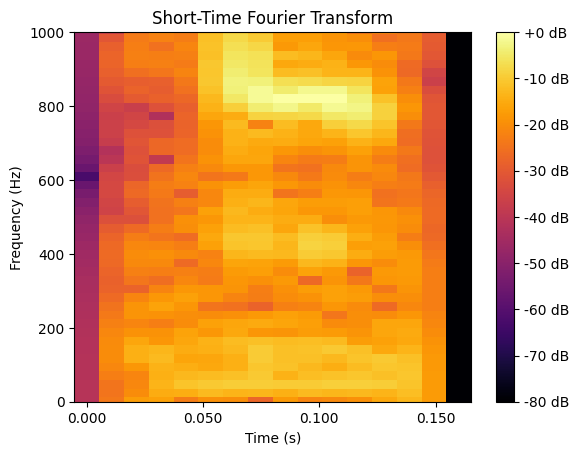 Short-Time Fourier Transform
1000
800
600
400
200
0
Frequency (Hz)
0.000
0.050
0.100
0.150
Time (s)
+0 dB
-10 dB
-20 dB
-30 dB
-40 dB
-50 dB
-60 dB
-70 dB
-80 dB